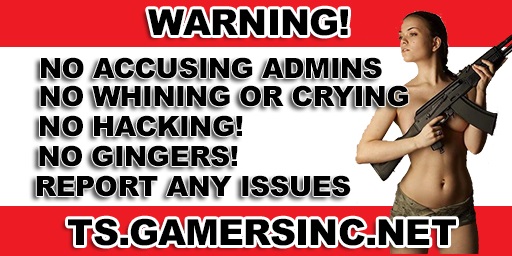 WARNING!
NO ACCUSING ADMINS
NO WHINING OR CRYING
NO HACKING!
NO GINGERS!
REPORT ANY ISSUES
TS.GAMERSINC.NET